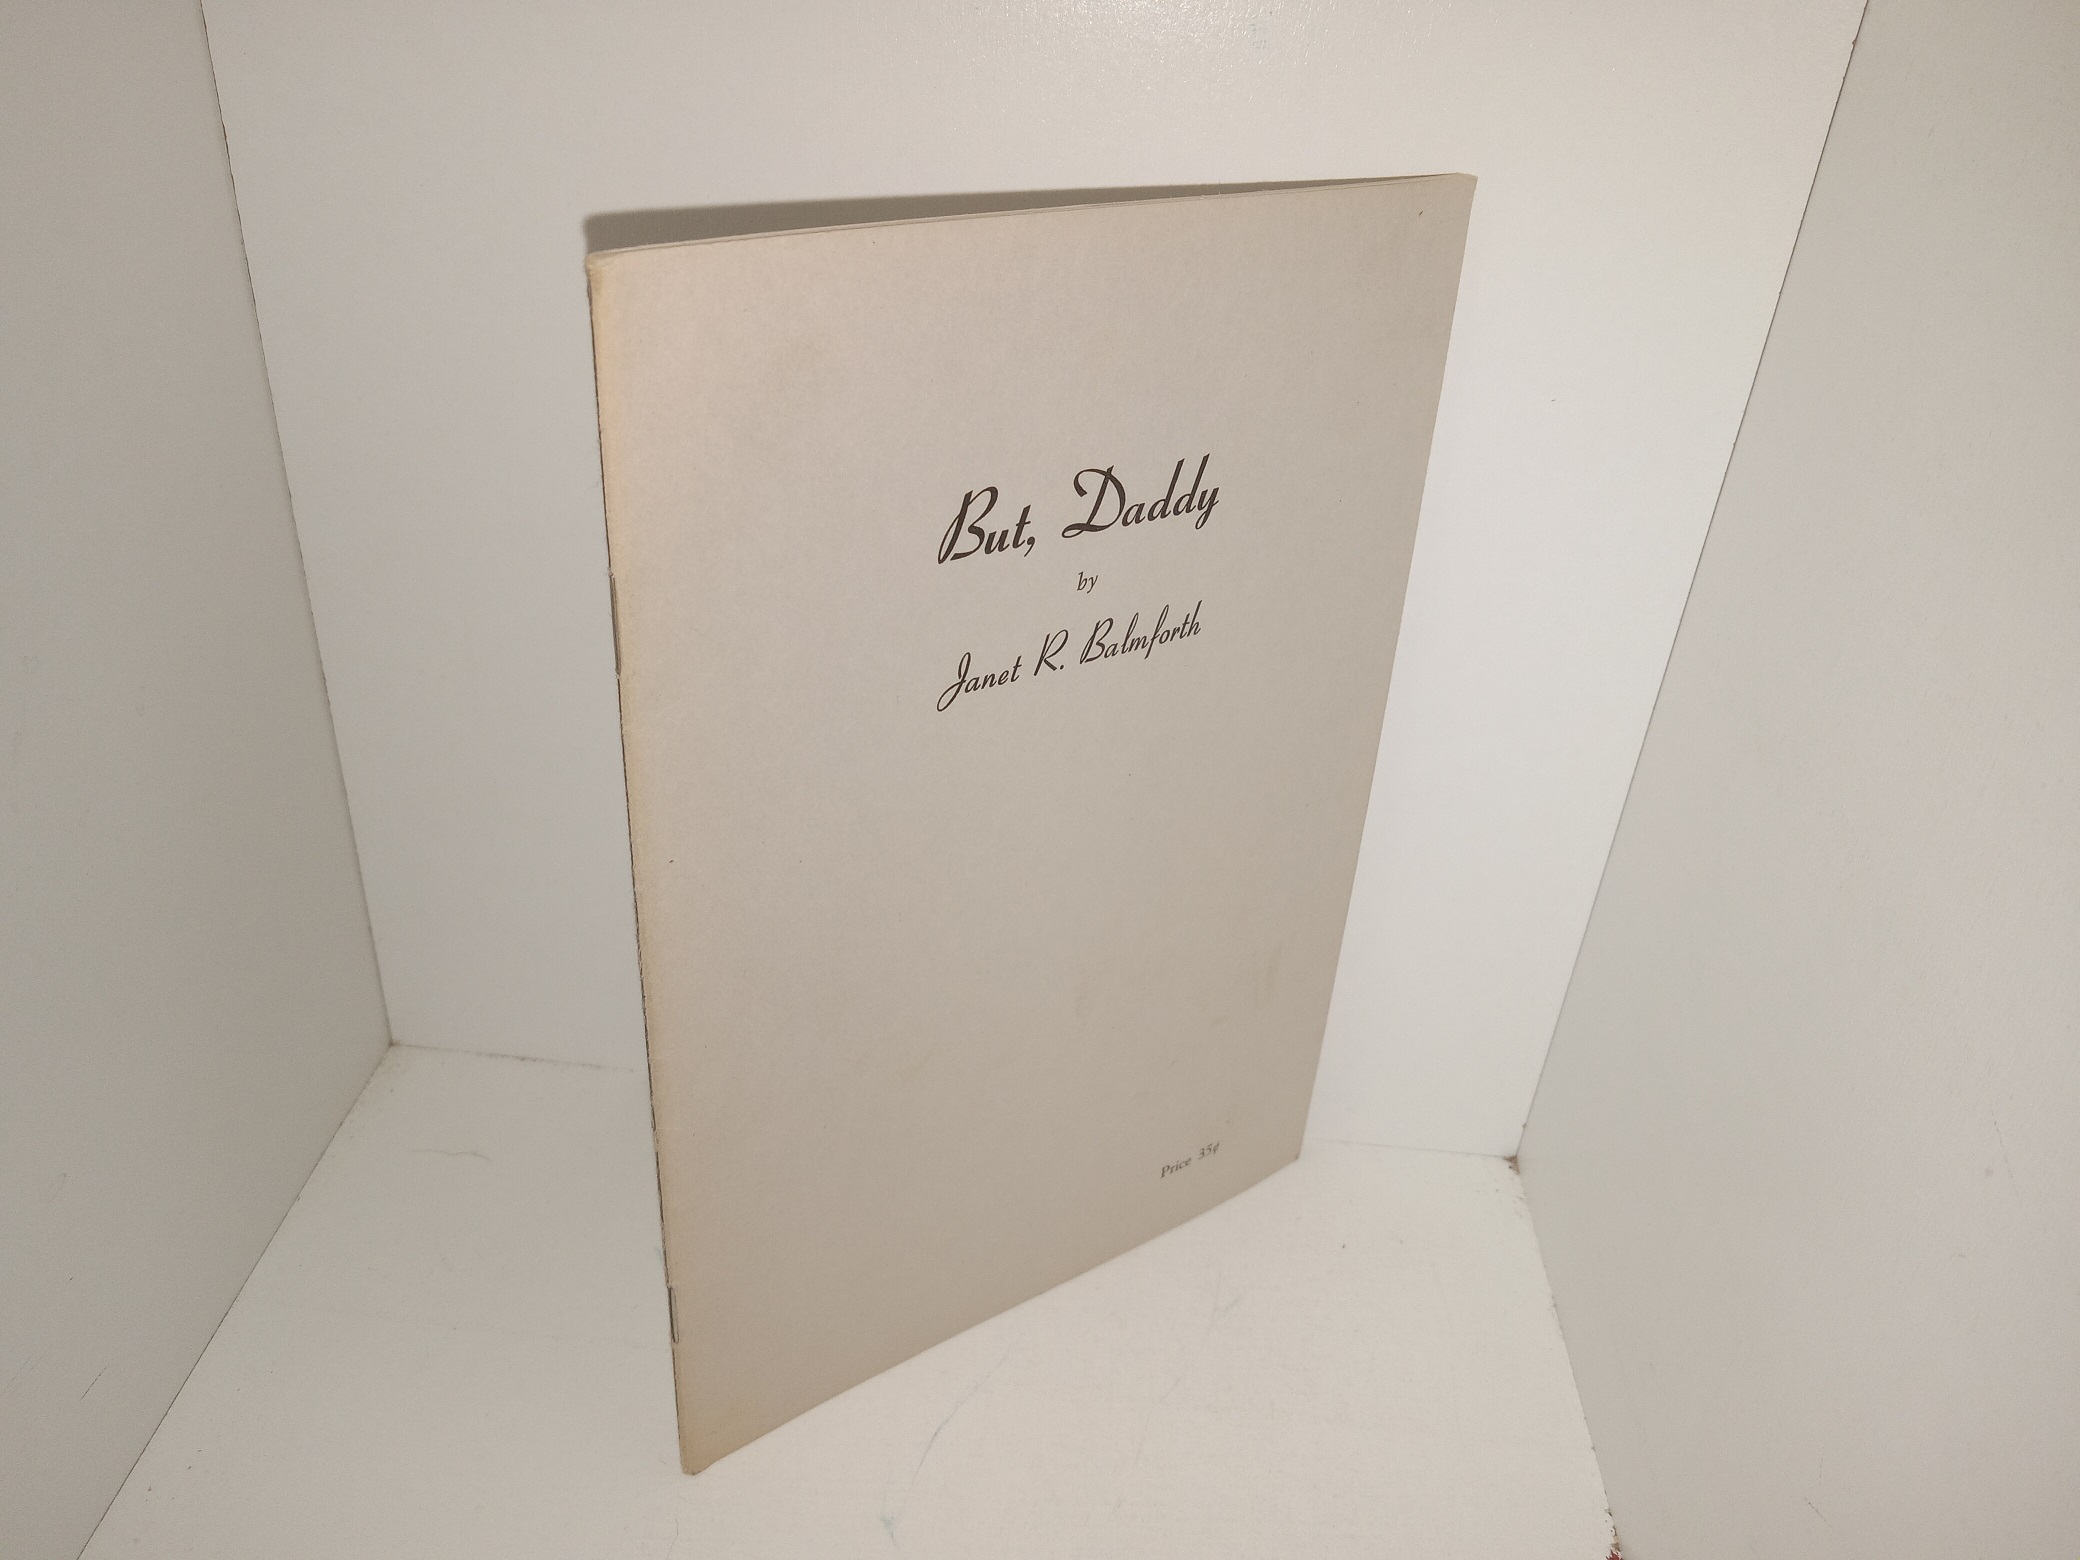 But, Daddy
by
Janet R. Balmforth
Price 35¢